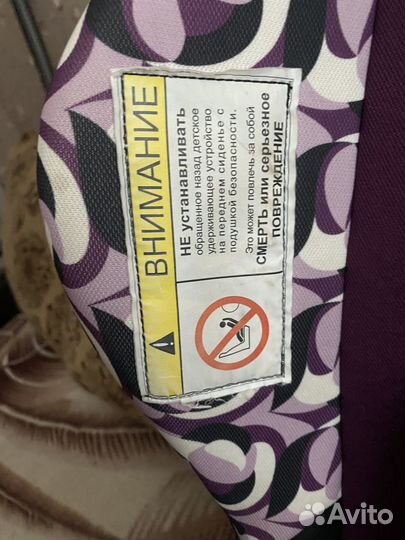 ВНИМАНИЕ
НЕ устанавливать
обращенное назад детское
удерживающее устройство
на переднем сиденье с
подушкой безопасности.
Это может повлечь за собой
СМЕРТЬ ИЛИ серьезное
ПОВРЕЖДЕНИЕ
Avito